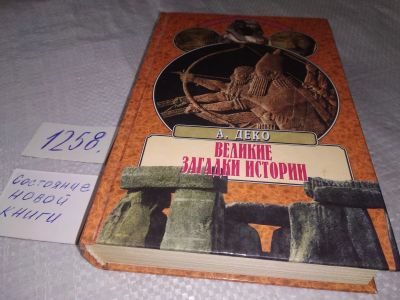 А. ДЕКО
ВЕЛИКИЕ
ЗАГАДКИ ИСТОРИИ
1258.
Состояние
новой
книги